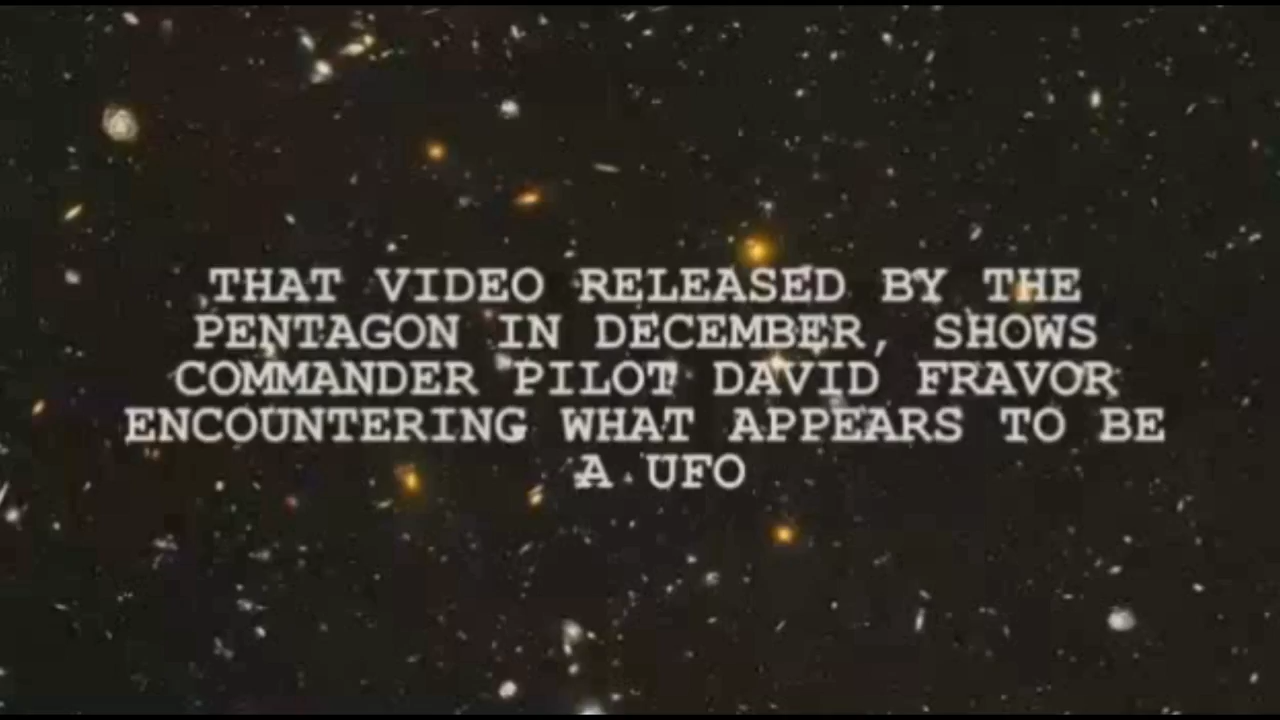 THAT VIDEO RELEASED BY THE
PENTAGON IN DECEMBER, SHOWS
COMMANDER PILOT DAVID FRAVOR
ENCOUNTERING WHAT APPEARS TO BE
A UFO